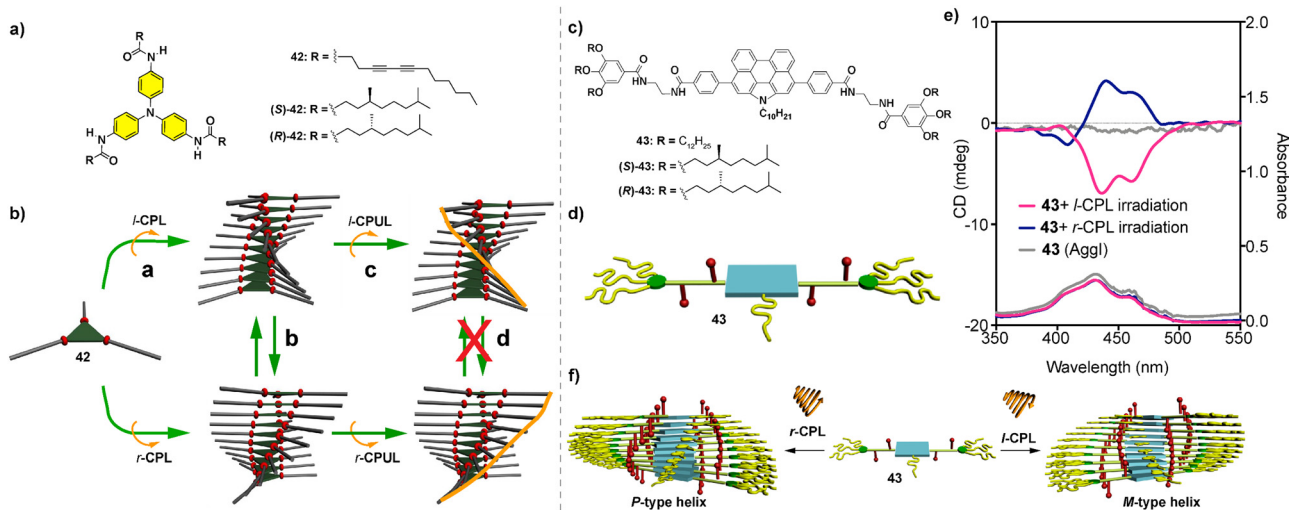 a)
R
O
N
H
N
HN
O
R
N
H
O
R
42: R =
(S)-42: R =
(R)-42: R =
b)
l-CPL
a
l-CPUL
c
42
b
d
r-CPL
r-CPUL
c)
RO
RO
RO
O
NH
NH
O
N
C10H21
O
NH
HN
O
OR
OR
OR
43: R = C12H25
(S)-43: R =
(R)-43: R =
d)
43
e)
10
0
-10
-20
CD (mdeg)
2.0
1.5
1.0
0.5
0.0
Absorbance
43+ l-CPL irradiation
43+ r-CPL irradiation
43 (AggI)
350 400 450 500 550
Wavelength (nm)
f)
r-CPL
l-CPL
43
P-type helix
M-type helix